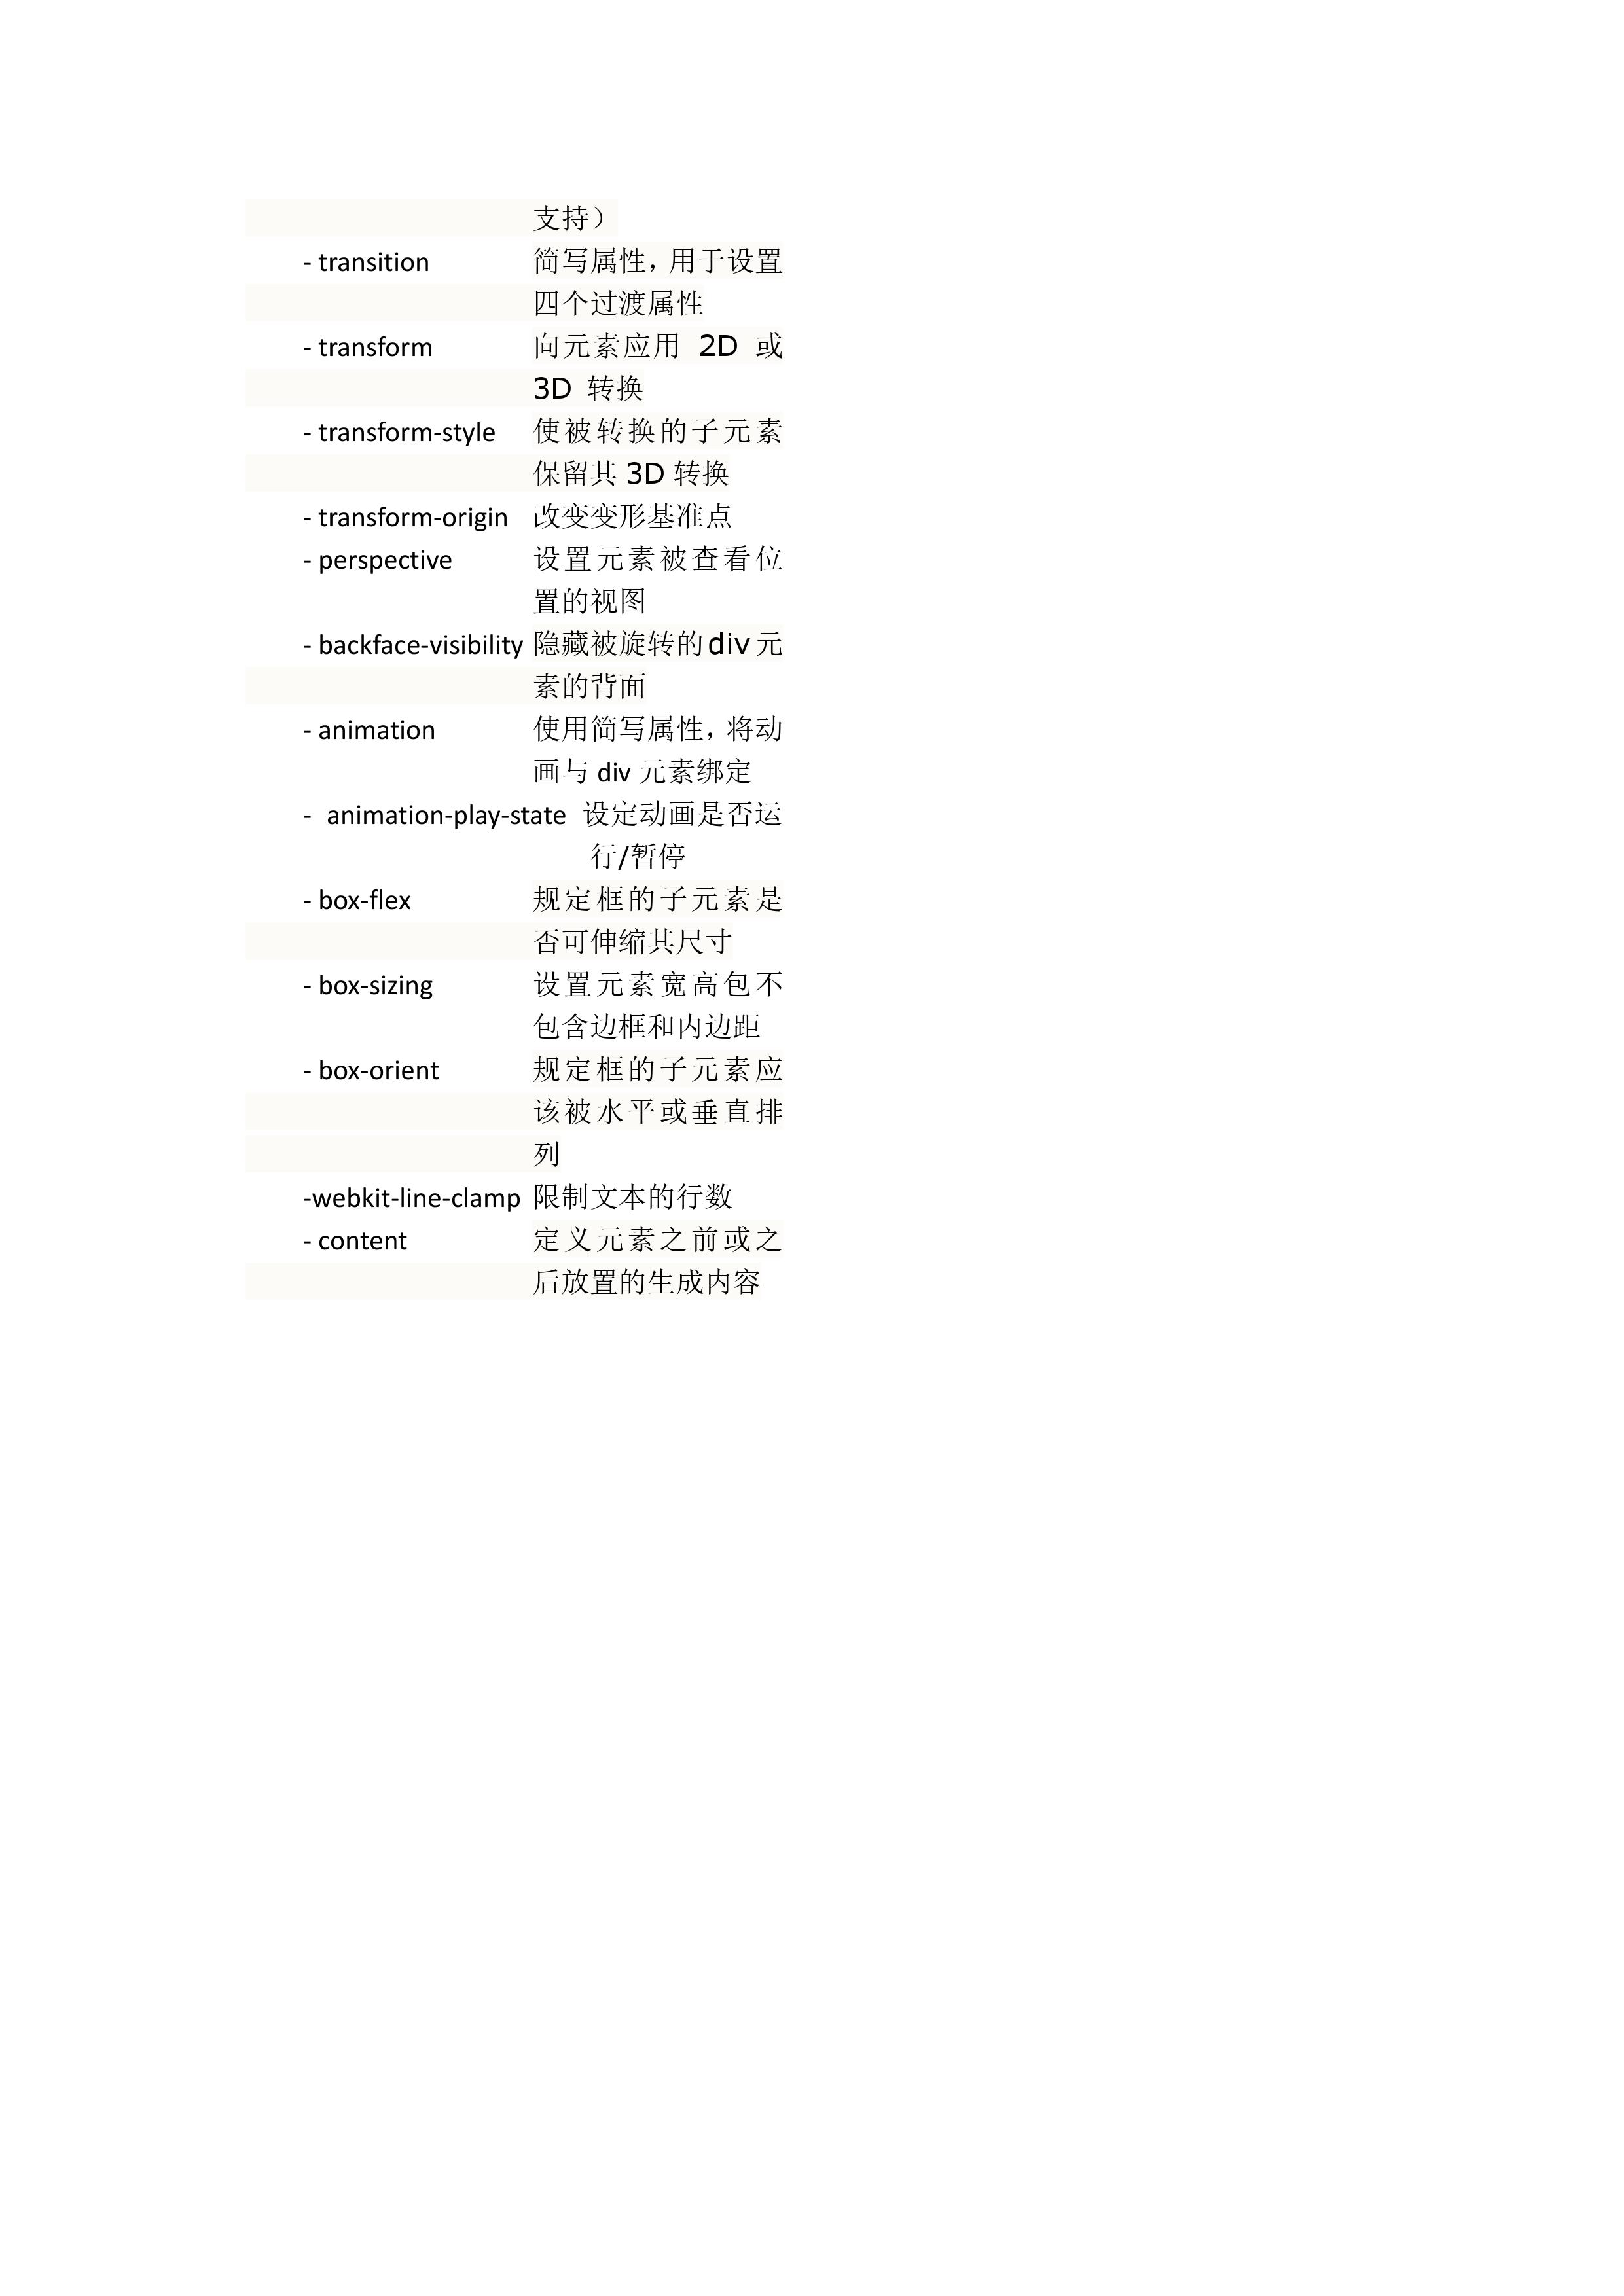 支持）
- transition 简写属性，用于设置
四个过渡属性
- transform 向元素应用 2D 或
3D 转换
- transform-style 使被转换的子元素
保留其 3D 转换
- transform-origin 改变变形基准点
- perspective 设置元素被查看位
置的视图
- backface-visibility 隐藏被旋转的div元
素的背面
- animation 使用简写属性，将动
画与 div 元素绑定
- animation-play-state 设定动画是否运
行/暂停
- box-flex 规定框的子元素是
否可伸缩其尺寸
- box-sizing 设置元素宽高包不
包含边框和内边距
- box-orient 规定框的子元素应
该被水平或垂直排
列
-webkit-line-clamp 限制文本的行数
- content 定义元素之前或之
后放置的生成内容